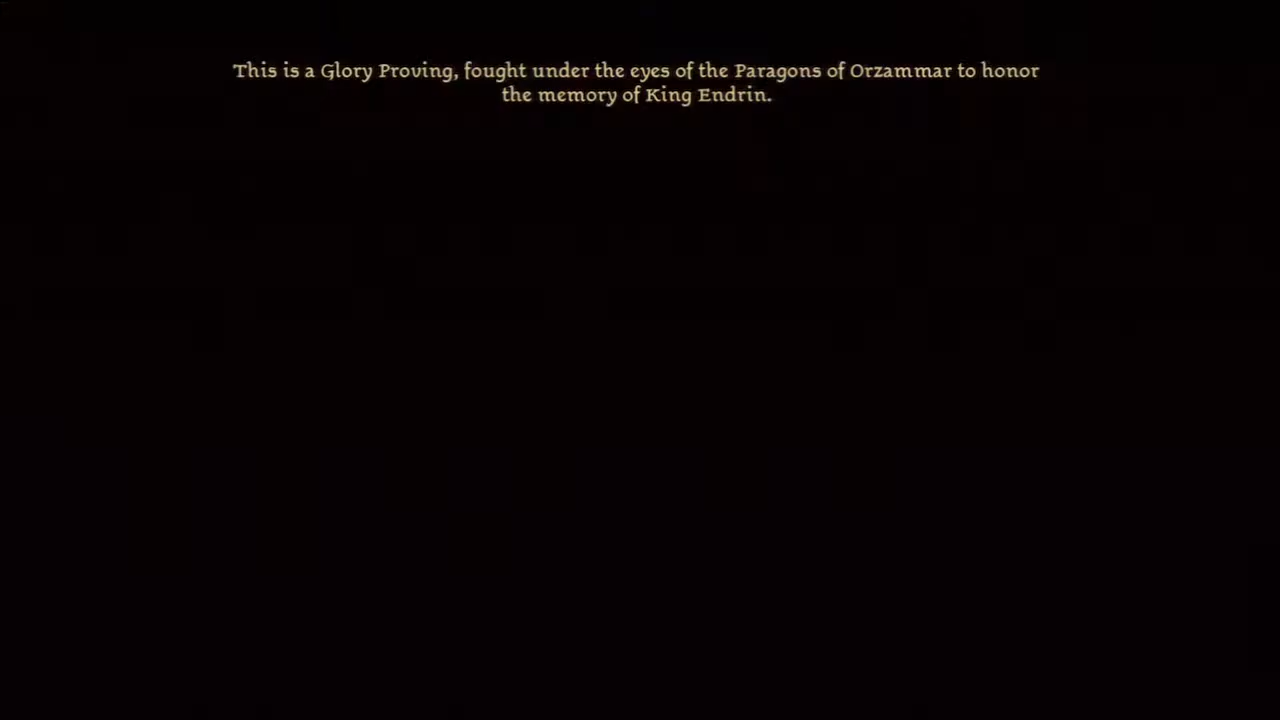 This is a Glory Proving, fought under the eyes of the Paragons of Orzammar to honor
the memory of King Endrin.